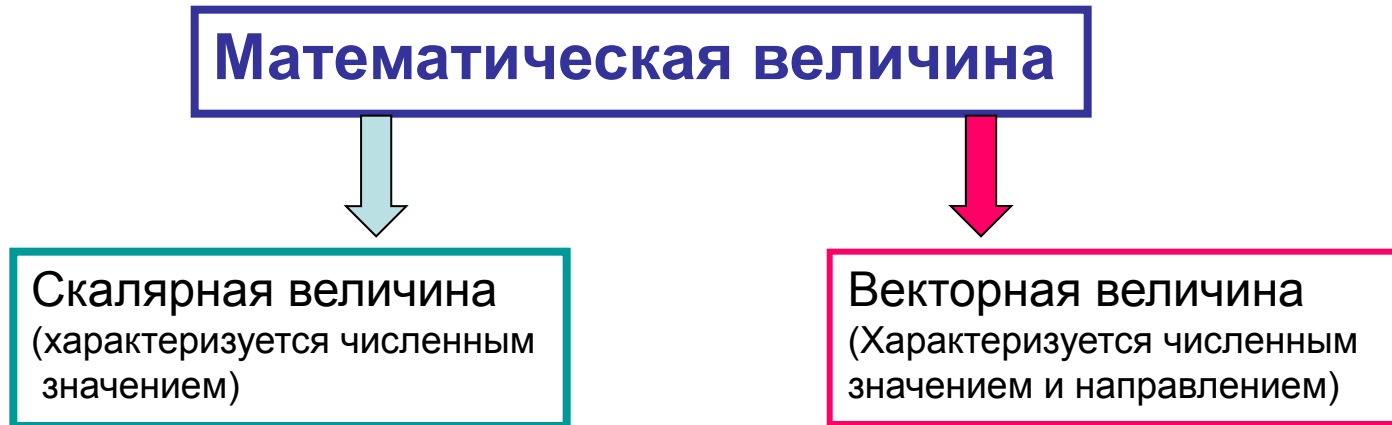 Математическая величина
Скалярная величина
(характеризуется численным
значением)
Векторная величина
(Характеризуется численным
значением и направлением)